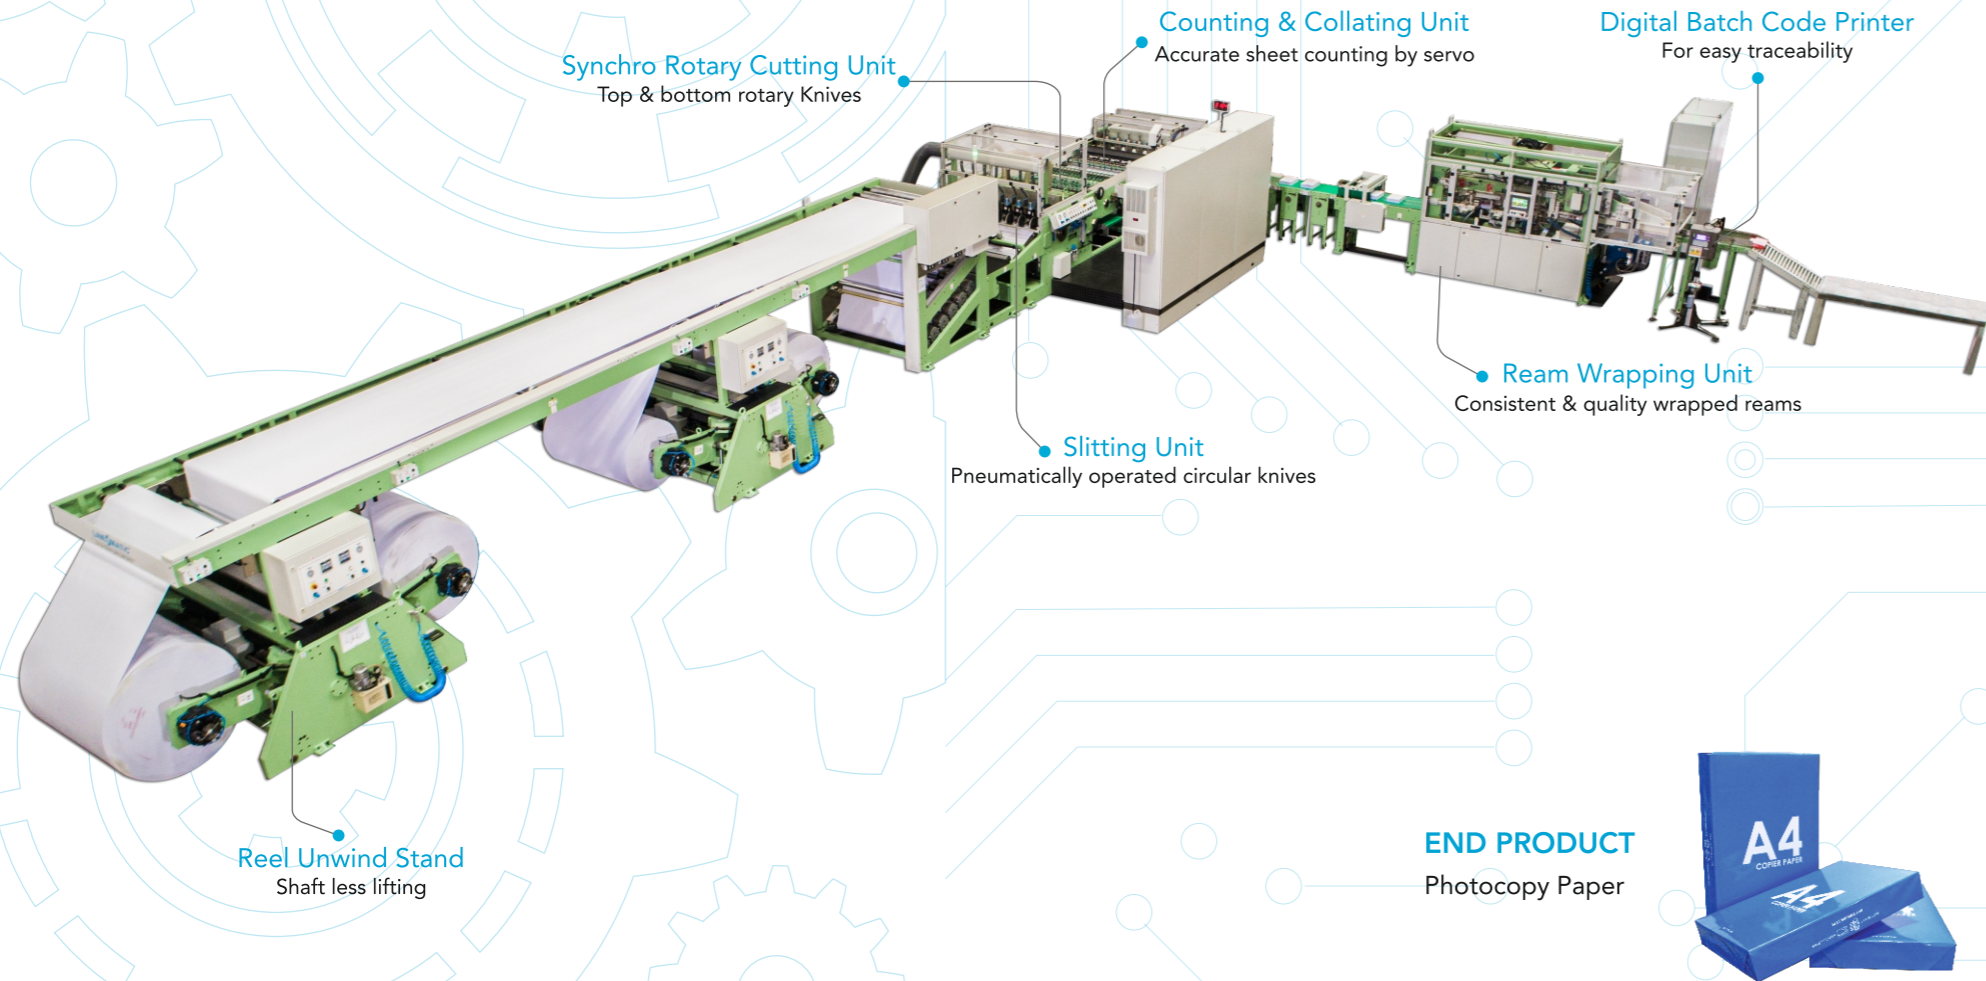 Counting & Collating Unit
Accurate sheet counting by servo
Digital Batch Code Printer
For easy traceability
Synchro Rotary Cutting Unit
Top & bottom rotary Knives
Ream Wrapping Unit
Consistent & quality wrapped reams
Slitting Unit
Pneumatically operated circular knives
Reel Unwind Stand
Shaft less lifting
END PRODUCT
Photocopy Paper
A4
COPIER PAPER
A4